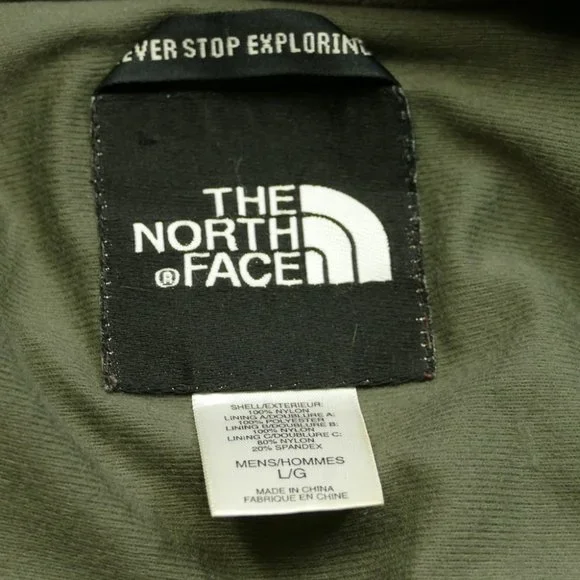 EVER STOP EXPLORING
THE
NORTH
® FACE
SHELL/EXTERIEUR:
100% NYLON
LINING A/DOUBLURE A:
100% POLYESTER
LINING B/DOUBLURE B:
100% NYLON
LINING C/DOUBLURE C:
80% NYLON
20% SPANDEX
MENS/HOMMES
L/G
MADE IN CHINA
FABRIQUE EN CHINE